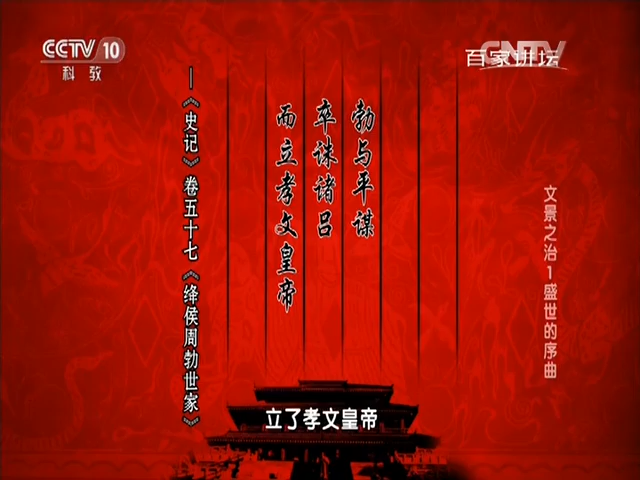 CCTV 10
科教
CNTV
百家讲坛
勃与平谋
卒诛诸吕
而立孝文皇帝
—《史记》卷五十七《绛侯周勃世家》
文景之治1盛世的序曲
立了孝文皇帝